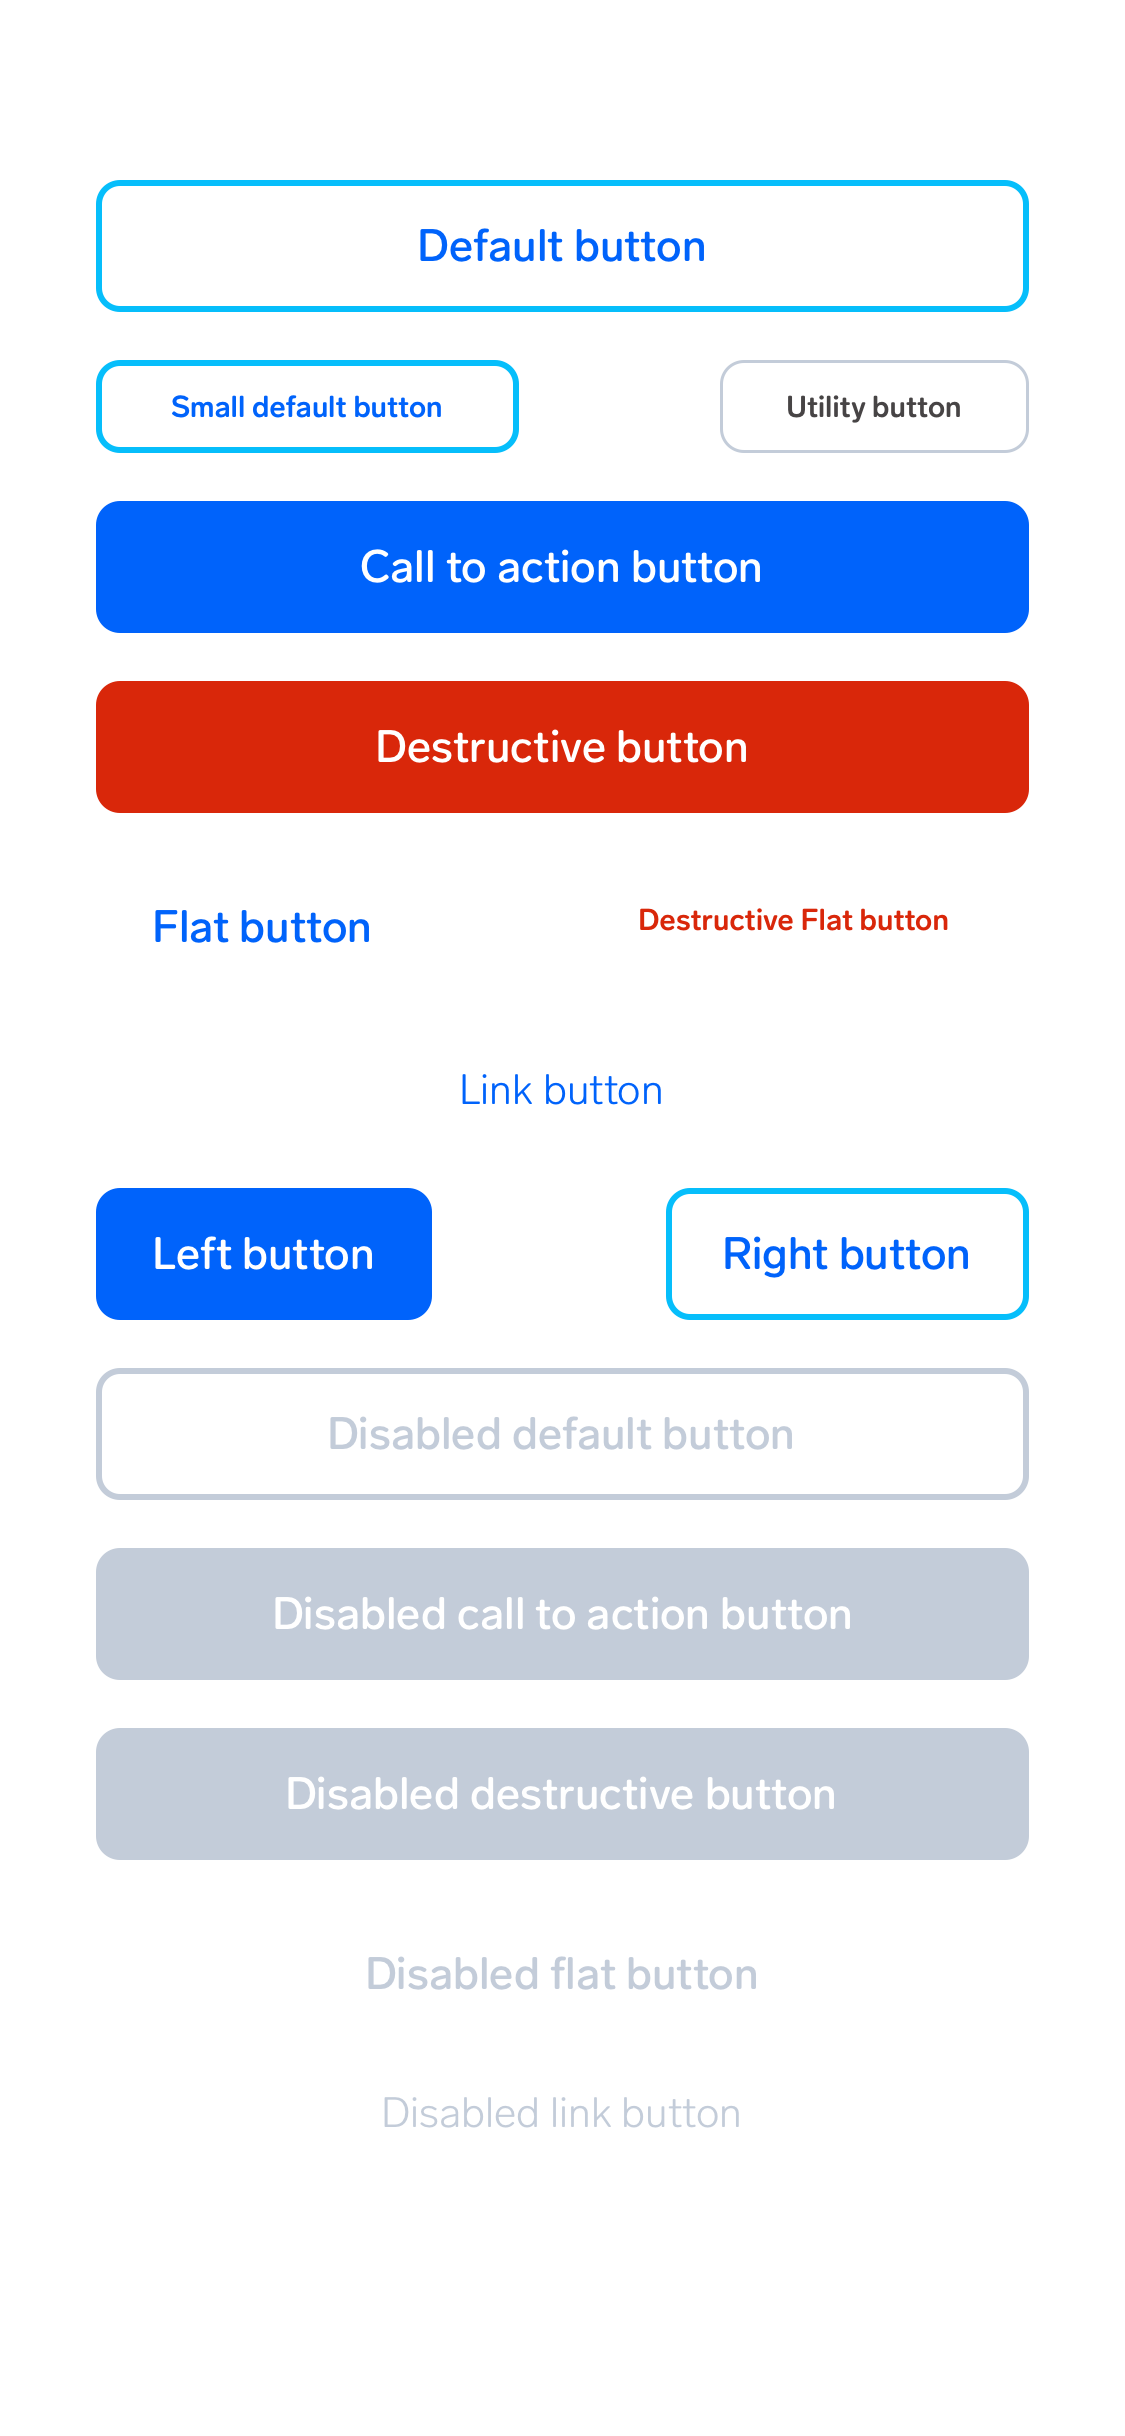 Default button
Small default button
Utility button
Call to action button
Destructive button
Flat button
Destructive Flat button
Link button
Left button
Right button
Disabled default button
Disabled call to action button
Disabled destructive button
Disabled flat button
Disabled link button